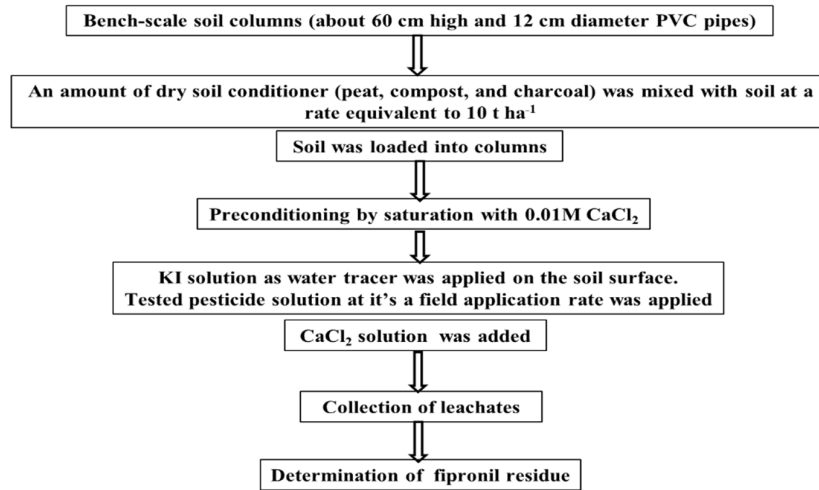 Bench-scale soil columns (about 60 cm high and 12 cm diameter PVC pipes)
An amount of dry soil conditioner (peat, compost, and charcoal) was mixed with soil at a
rate equivalent to 10 t ha⁻¹
Soil was loaded into columns
Preconditioning by saturation with 0.01M CaCl₂
KI solution as water tracer was applied on the soil surface.
Tested pesticide solution at it's a field application rate was applied
CaCl₂ solution was added
Collection of leachates
Determination of fipronil residue